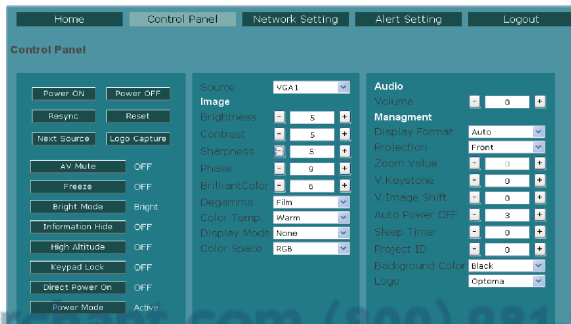 Home Control Panel Network Setting Alert Setting Logout
Control Panel
Power ON Power OFF
Resync Reset
Next Source Logo Capture
AV Mute OFF
Freeze OFF
Bright Mode Bright
Information Hide OFF
High Altitude OFF
Keypad Lock OFF
Direct Power On OFF
Power Mode Active
Source VGA1
Image
Brightness - 5 +
Contrast - 5 +
Sharpness - 5 +
Phase - 9 +
BrilliantColor - 6 +
Degamma Film
Color Temp. Warm
Display Mode None
Color Space RGB
Audio
Volume - 0 +
Managment
Display Format Auto
Projection Front
Zoom Value - 0 +
V.Keystone - 0 +
V.Image Shift - 0 +
Auto Power OFF - 3 +
Sleep Timer - 0 +
Project ID - 0 +
Background Color Black
Logo Optoma